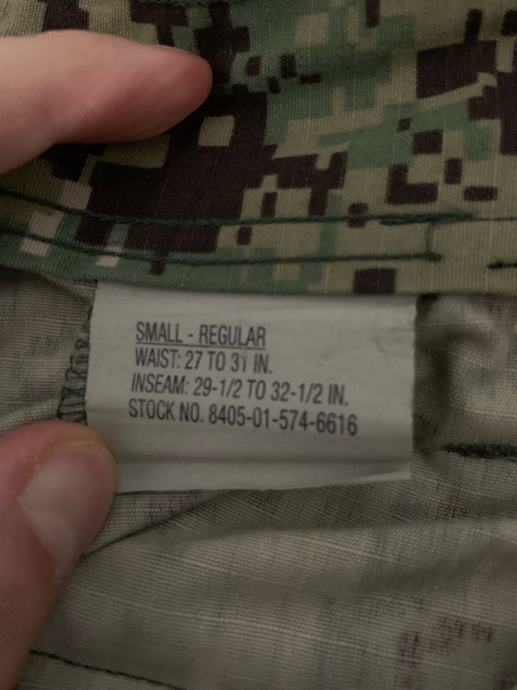 SMALL - REGULAR
WAIST: 27 TO 31 IN.
INSEAM: 29-1/2 TO 32-1/2 IN.
STOCK NO. 8405-01-574-6616